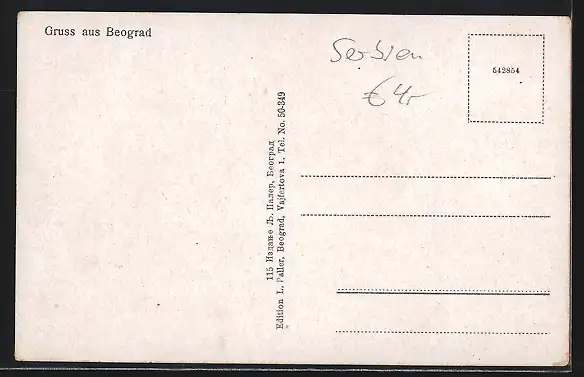 Gruss aus Beograd
Serbien
€ 4,-
542854
115 Издање Љ. Палер, Београд
Edition L. Paller, Beograd, Vajfertova 1, Tel. No. 50-349